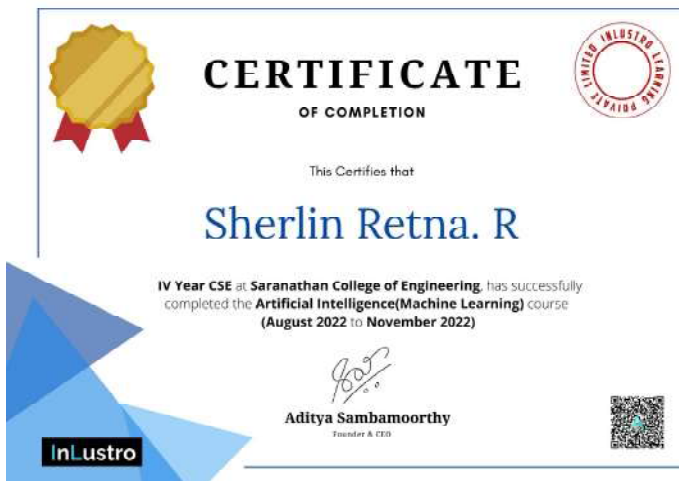 CERTIFICATE
INLUSTRO LEARNING PRIVATE LIMITED
OF COMPLETION
This Certifies that
Sherlin Retna. R
IV Year CSE at Saranathan College of Engineering, has successfully
completed the Artificial Intelligence(Machine Learning) course
(August 2022 to November 2022)
Aditya Sambamoorthy
Founder & CEO
InLustro